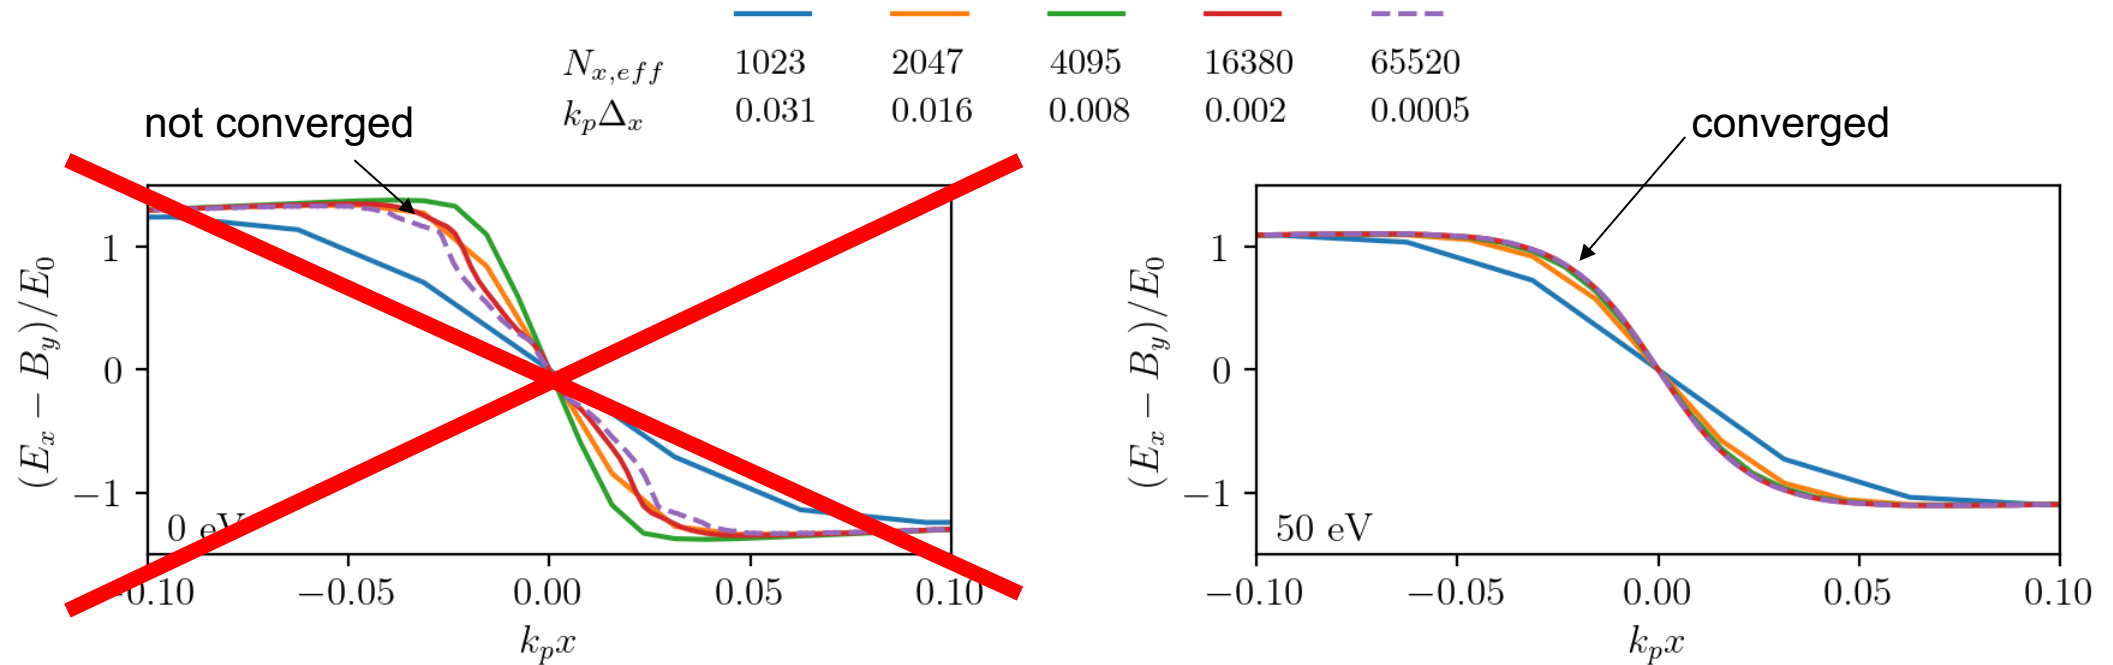 N_{x,eff} 1023 2047 4095 16380 65520
k_pΔ_x 0.031 0.016 0.008 0.002 0.0005
not converged
converged
(E_x − B_y)/E_0
1
0
−1
0 eV
−0.10 −0.05 0.00 0.05 0.10
k_px
(E_x − B_y)/E_0
1
0
−1
50 eV
−0.10 −0.05 0.00 0.05 0.10
k_px